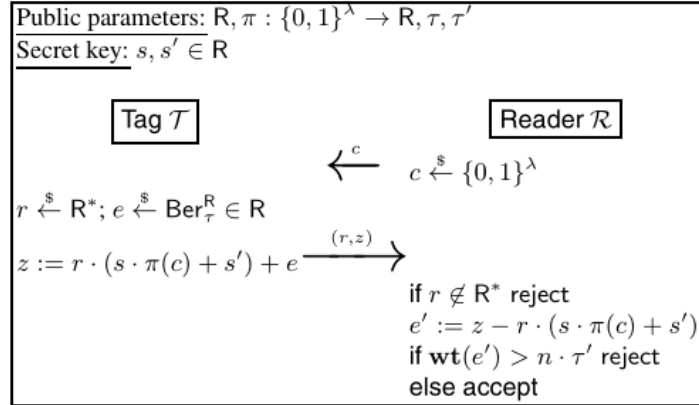 Public parameters: R, π : {0, 1}^λ → R, τ, τ′
Secret key: s, s′ ∈ R
Tag 𝒯
Reader ℛ
c
c ←$ {0, 1}^λ
r ←$ R*; e ←$ Ber_τ^R ∈ R
z := r · (s · π(c) + s′) + e
(r,z)
if r ∉ R* reject
e′ := z − r · (s · π(c) + s′)
if wt(e′) > n · τ′ reject
else accept